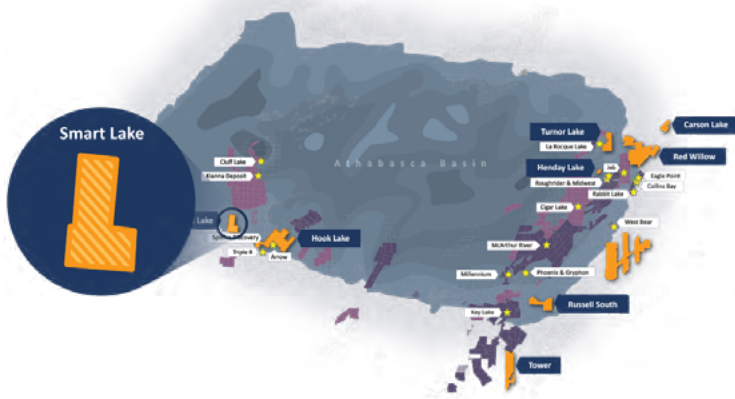 Smart Lake
Carson Lake
Turnor Lake
La Rocque Lake
Red Willow
Cluff Lake
Athabasca Basin
Kianna Deposit
Henday Lake
Jeb
Eagle Point
Roughrider & Midwest
Collins Bay
Rabbit Lake
Cigar Lake
Lake
West Bear
Spitfire Discovery
Hook Lake
McArthur River
Triple R
Arrow
Millennium
Phoenix & Gryphon
Russell South
Key Lake
Tower